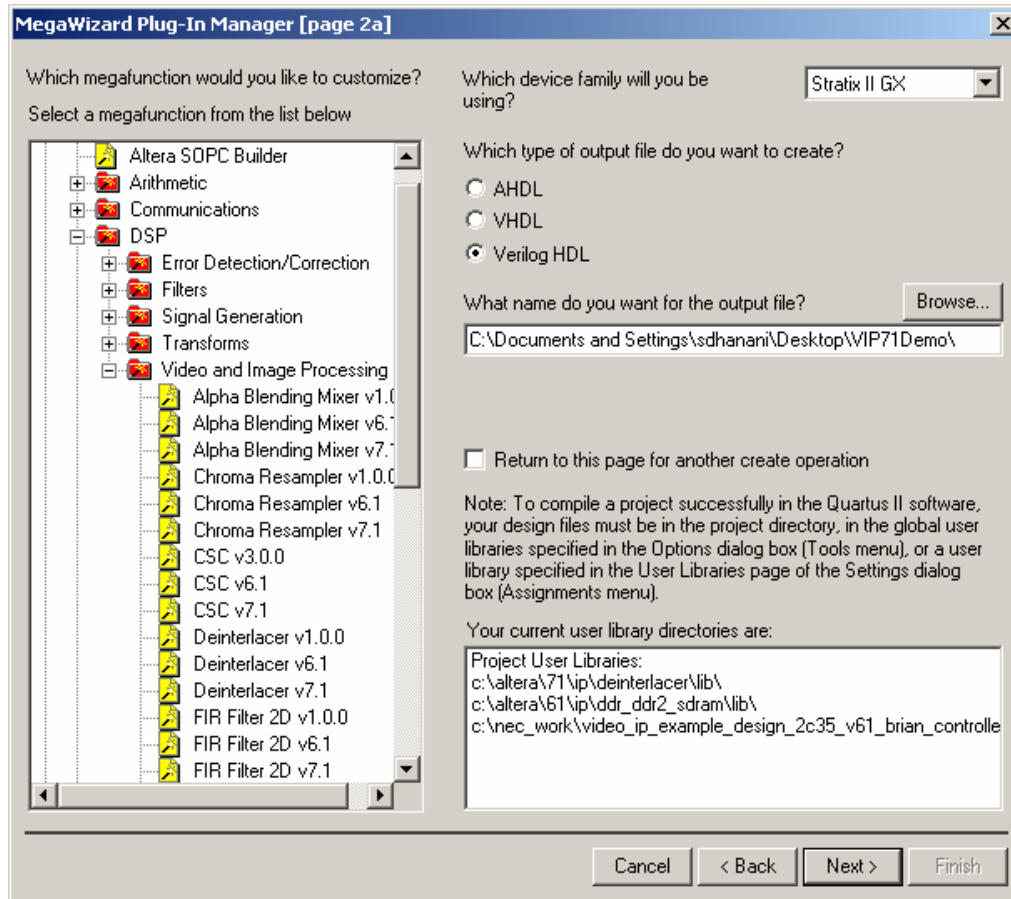 MegaWizard Plug-In Manager [page 2a]
Which megafunction would you like to customize?
Select a megafunction from the list below
Altera SOPC Builder
Arithmetic
Communications
DSP
Error Detection/Correction
Filters
Signal Generation
Transforms
Video and Image Processing
Alpha Blending Mixer v1.0
Alpha Blending Mixer v6.1
Alpha Blending Mixer v7.1
Chroma Resampler v1.0.0
Chroma Resampler v6.1
Chroma Resampler v7.1
CSC v3.0.0
CSC v6.1
CSC v7.1
Deinterlacer v1.0.0
Deinterlacer v6.1
Deinterlacer v7.1
FIR Filter 2D v1.0.0
FIR Filter 2D v6.1
FIR Filter 2D v7.1
Which device family will you be
using?
Stratix II GX
Which type of output file do you want to create?
AHDL
VHDL
Verilog HDL
What name do you want for the output file?
Browse...
C:\Documents and Settings\sdhanani\Desktop\VIP71Demo\
Return to this page for another create operation
Note: To compile a project successfully in the Quartus II software,
your design files must be in the project directory, in the global user
libraries specified in the Options dialog box (Tools menu), or a user
library specified in the User Libraries page of the Settings dialog
box (Assignments menu).
Your current user library directories are:
Project User Libraries:
c:\altera\71\ip\deinterlacer\lib\
c:\altera\61\ip\ddr_ddr2_sdram\lib\
c:\nec_work\video_ip_example_design_2c35_v61_brian_controlle
Cancel
< Back
Next >
Finish